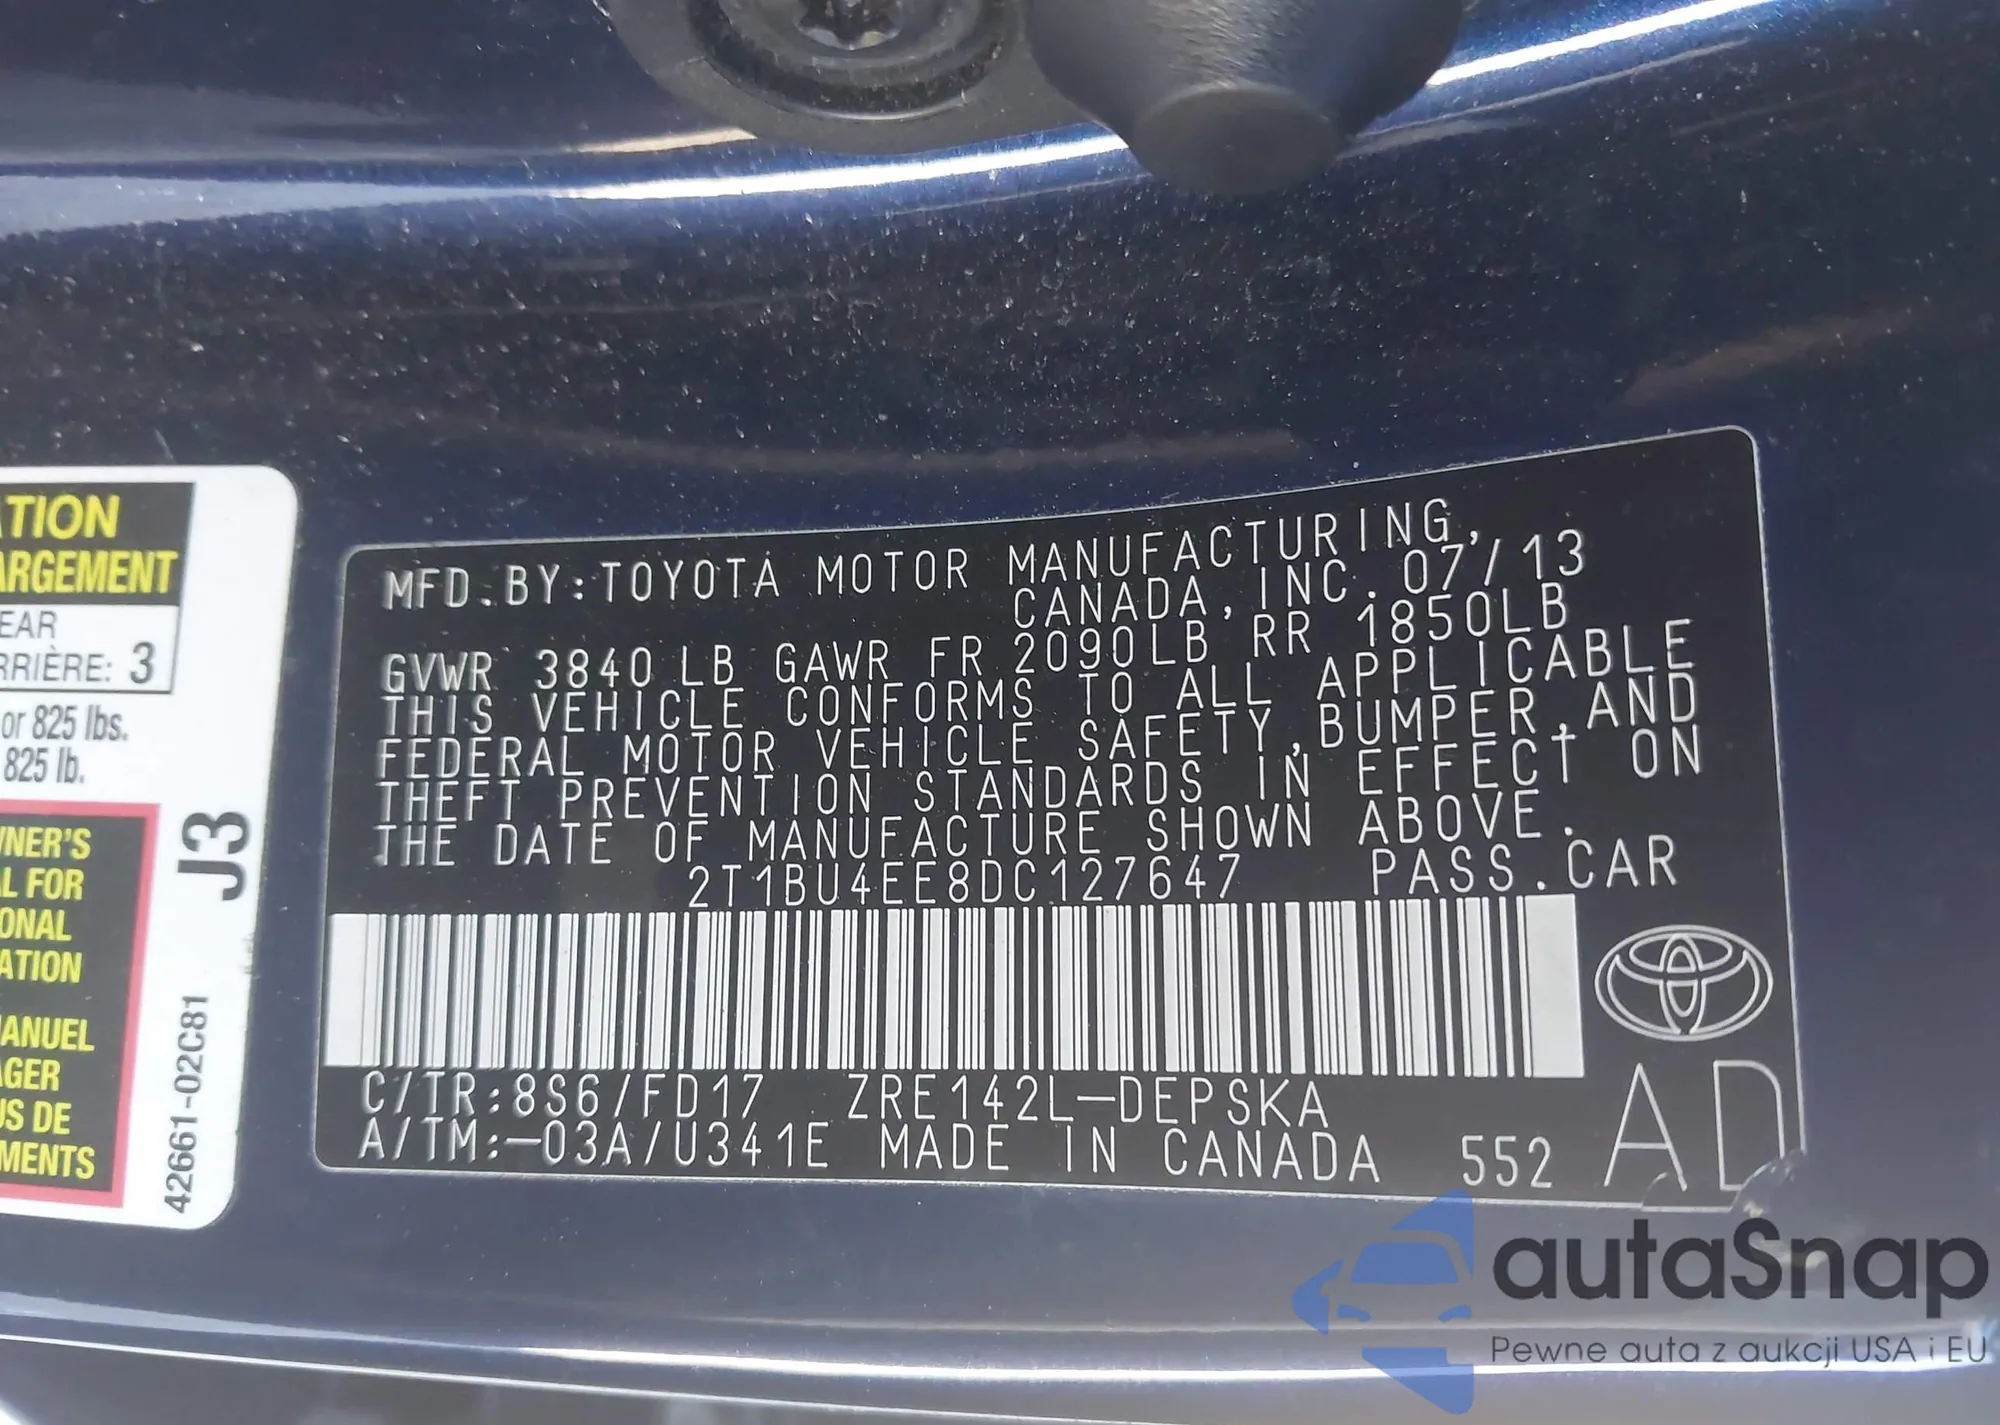 ATION
ARGEMENT
EAR
RRIÈRE: 3
or 825 lbs.
825 lb.
WNER'S
AL FOR
ONAL
ATION
MANUEL
AGER
US DE
MENTS
J3
42661-02C81
MFD.BY:TOYOTA MOTOR MANUFACTURING,
CANADA,INC. 07/13
GVWR 3840LB GAWR FR 2090LB RR 1850LB
THIS VEHICLE CONFORMS TO ALL APPLICABLE
FEDERAL MOTOR VEHICLE SAFETY,BUMPER,AND
THEFT PREVENTION STANDARDS IN EFFECT ON
THE DATE OF MANUFACTURE SHOWN ABOVE.
2T1BU4EE8DC127647 PASS.CAR
C/TR:8S6/FD17 ZRE142L-DEPSKA
A/TM:-03A/U341E MADE IN CANADA 552
AD
autaSnap
Pewne auta z aukcji USA i EU